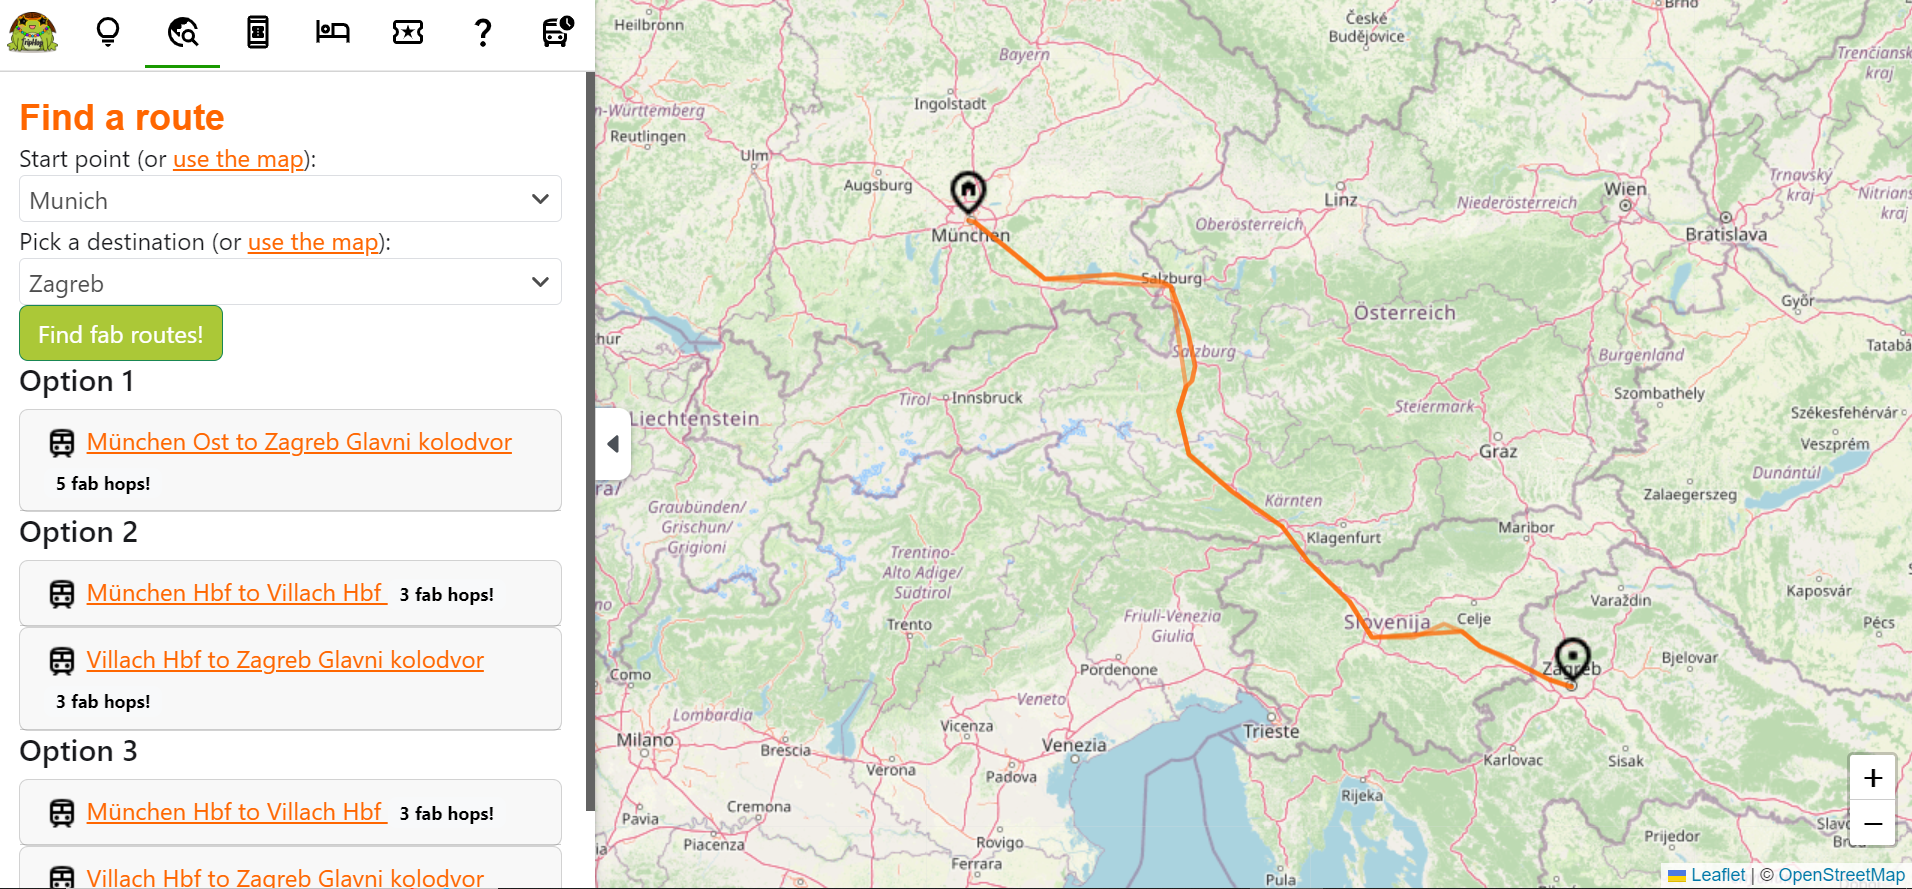 Find a route
Start point (or use the map):
Munich
Pick a destination (or use the map):
Zagreb
Find fab routes!
Option 1
München Ost to Zagreb Glavni kolodvor
5 fab hops!
Option 2
München Hbf to Villach Hbf 3 fab hops!
Villach Hbf to Zagreb Glavni kolodvor
3 fab hops!
Option 3
München Hbf to Villach Hbf 3 fab hops!
Villach Hbf to Zagreb Glavni kolodvor
Heilbronn
České
Budějovice
Brno
Bayern
Trenčiansky
kraj
Ingolstadt
n-Württemberg
Reutlingen
Ulm
Augsburg
München
Linz
Niederösterreich
Wien
Trnavský
kraj
Nitrians
kraj
Oberösterreich
Bratislava
Salzburg
Österreich
Győr
hur
Salzburg
Burgenland
Tatabá
Tirol
Innsbruck
Liechtenstein
Steiermark
Szombathely
Székesfehérvár
Veszprém
Graz
Dunántúl
ra/
Graubünden/
Grischun/
Grigioni
Kärnten
Zalaegerszeg
Klagenfurt
Maribor
Trentino-
Alto Adige/
Südtirol
no
Trento
Friuli-Venezia
Giulia
Slovenija
Celje
Varaždin
Kaposvár
Pécs
Como
Pordenone
Zagreb
Bjelovar
Lombardia
Veneto
Milano
Brescia
Vicenza
Venezia
Trieste
Verona
Padova
Karlovac
Sisak
Pavia
Cremona
Rijeka
Piacenza
Rovigo
Ferrara
Prijedor
Slavo
Brod
Pula
+
−
Leaflet | © OpenStreetMap